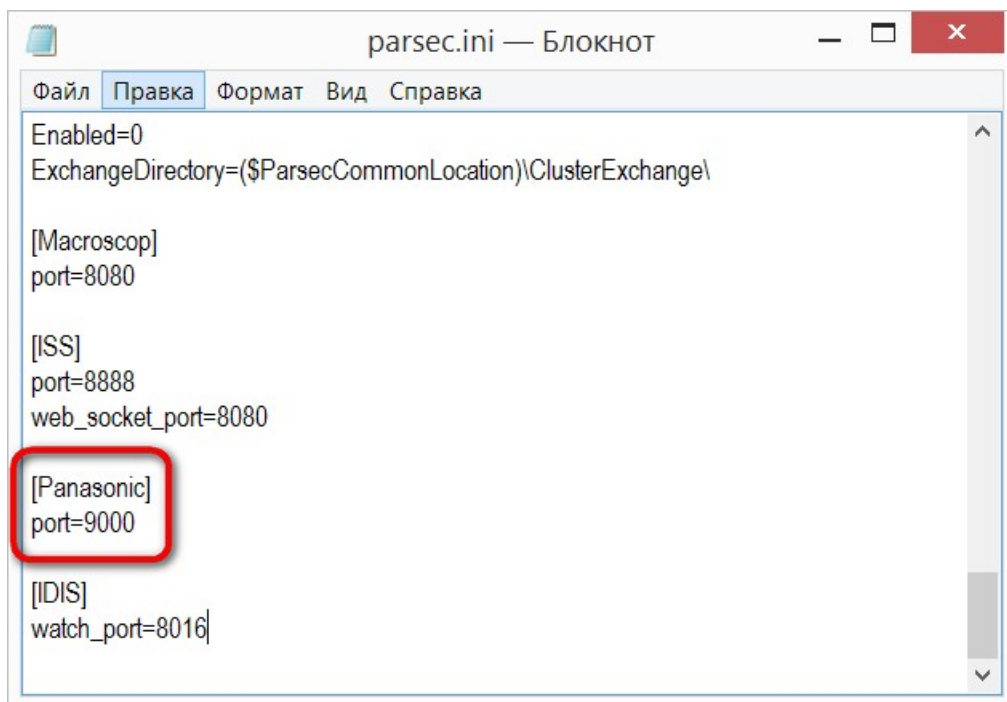 parsec.ini — Блокнот
Файл Правка Формат Вид Справка
Enabled=0
ExchangeDirectory=($ParsecCommonLocation)\ClusterExchange\
[Macroscop]
port=8080
[ISS]
port=8888
web_socket_port=8080
[Panasonic]
port=9000
[IDIS]
watch_port=8016